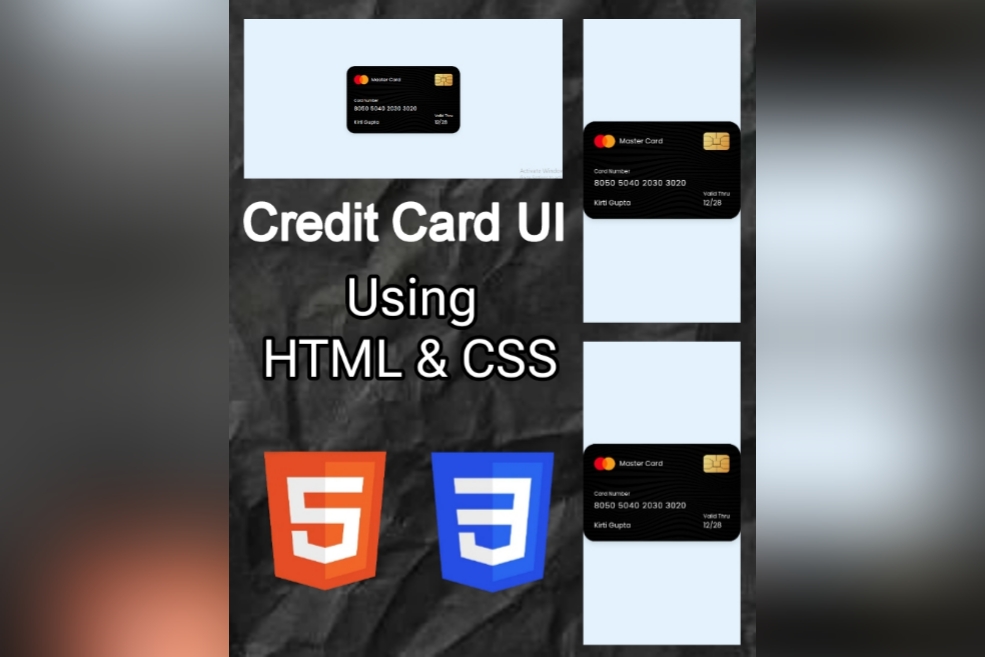 Master Card
Card Number
8050 5040 2030 3020
Valid Thru
Kirti Gupta
12/28
Credit Card UI
Using
HTML & CSS
5
3
Master Card
Card Number
8050 5040 2030 3020
Valid Thru
Kirti Gupta
12/28
Master Card
Card Number
8050 5040 2030 3020
Valid Thru
Kirti Gupta
12/28